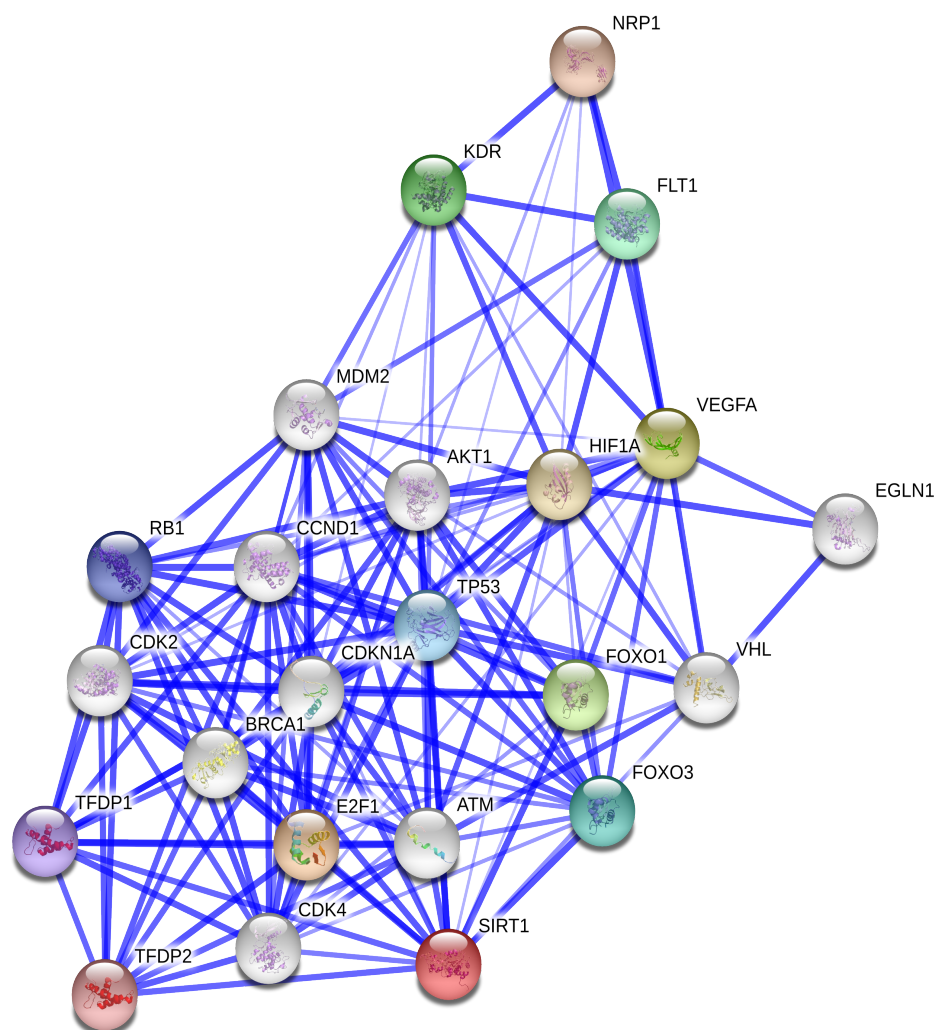 NRP1
KDR
FLT1
MDM2
VEGFA
HIF1A
AKT1
EGLN1
RB1
CCND1
TP53
CDK2
CDKN1A
FOXO1
VHL
BRCA1
FOXO3
TFDP1
E2F1
ATM
CDK4
SIRT1
TFDP2